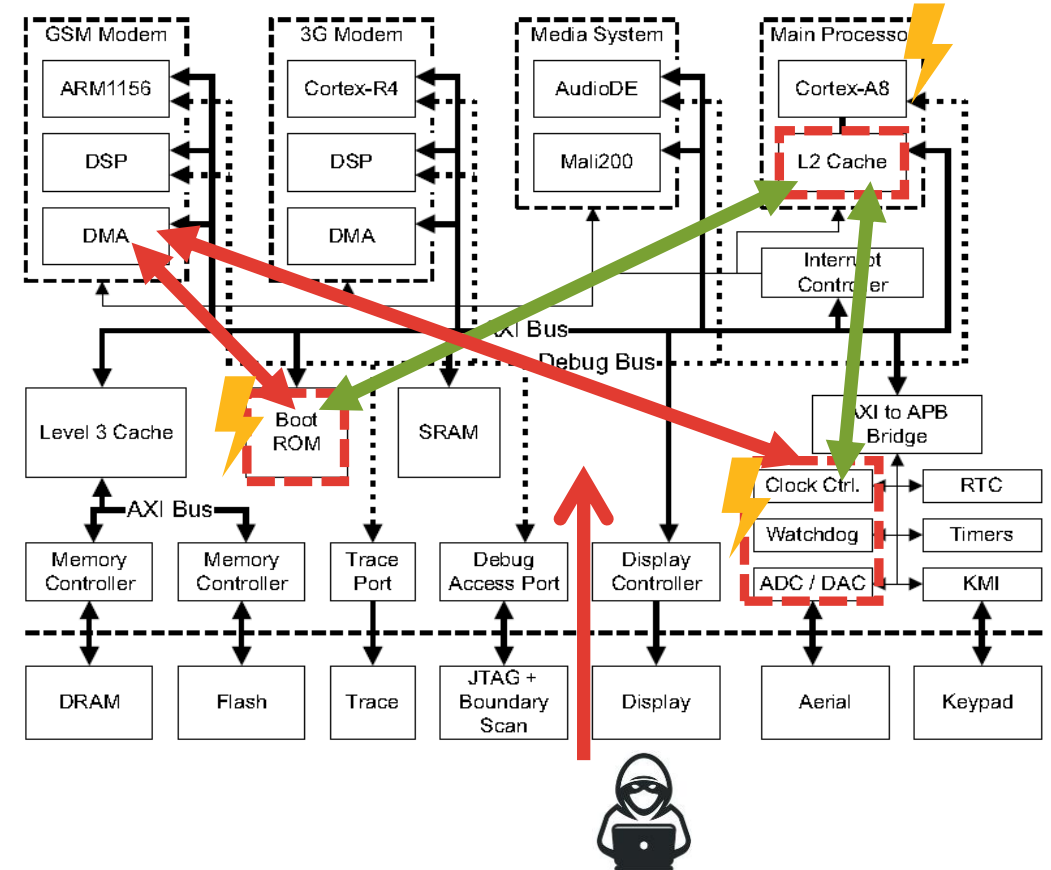 GSM Modem
3G Modem
Media System
Main Processo
ARM1156
Cortex-R4
AudioDE
Cortex-A8
DSP
DSP
Mali200
L2 Cache
DMA
DMA
Interrupt
Controller
AXI Bus
Debug Bus
Level 3 Cache
Boot
ROM
SRAM
AXI to APB
Bridge
Clock Ctrl.
RTC
AXI Bus
Memory
Controller
Memory
Controller
Trace
Port
Debug
Access Port
Display
Controller
Watchdog
Timers
ADC / DAC
KMI
DRAM
Flash
Trace
JTAG +
Boundary
Scan
Display
Aerial
Keypad